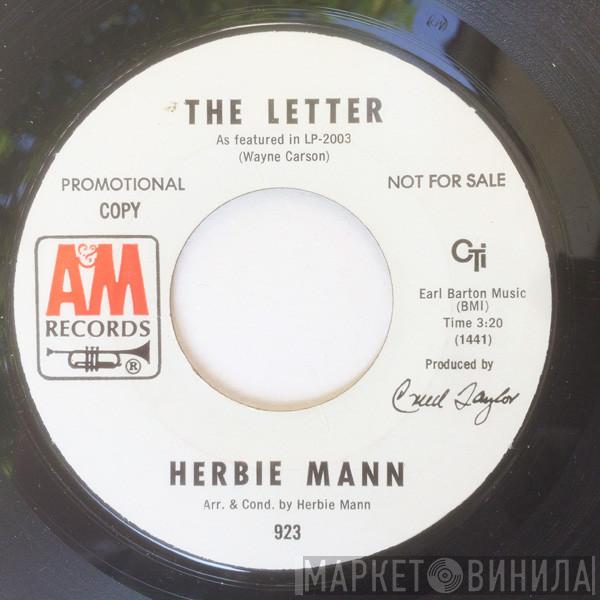 THE LETTER
As featured in LP-2003
(Wayne Carson)
PROMOTIONAL
COPY
NOT FOR SALE
A&M
RECORDS
®
CTi
Earl Barton Music
(BMI)
Time 3:20
(1441)
Produced by
Creed Taylor
HERBIE MANN
Arr. & Cond. by Herbie Mann
923
МАРКЕТ ВИНИЛА